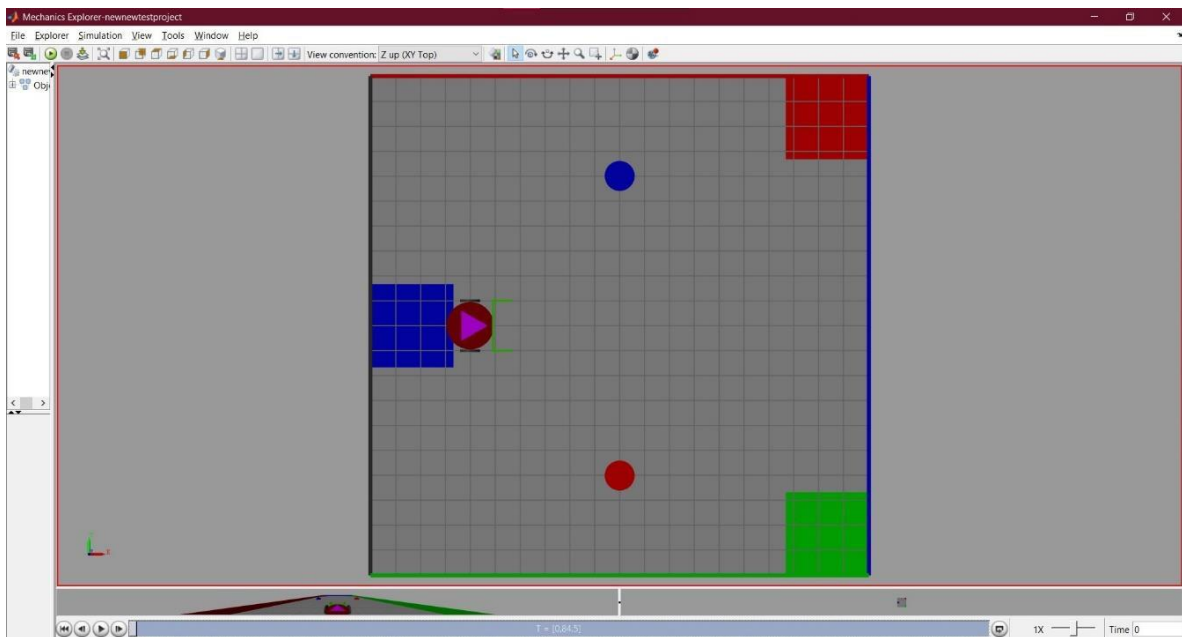 Mechanics Explorer-newnewtestproject
File Explorer Simulation View Tools Window Help
View convention: Z up (XY Top)
newne
Obje
T = [0,84.5]
1X
Time 0